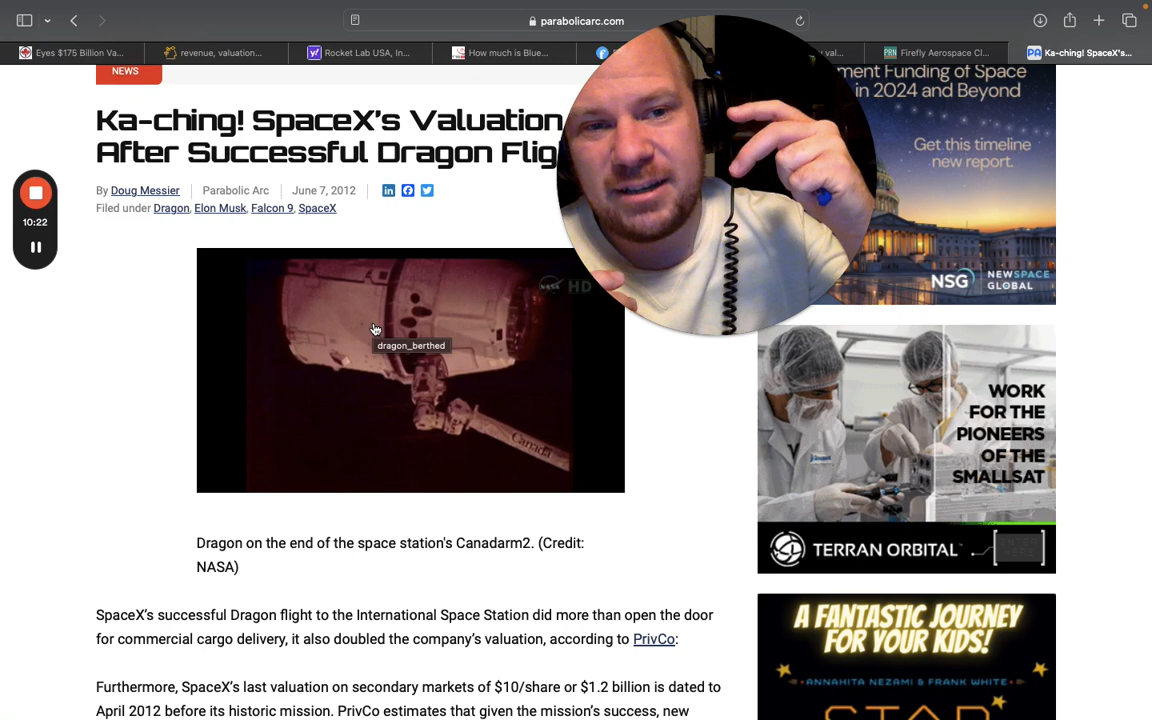 parabolicarc.com
Eyes $175 Billion Va...
revenue, valuation...
Rocket Lab USA, In...
How much is Blue...
val...
Firefly Aerospace Cl...
Ka-ching! SpaceX's...
NEWS
Ka-ching! SpaceX's Valuation
After Successful Dragon Flig
By Doug Messier
Parabolic Arc
June 7, 2012
Filed under Dragon, Elon Musk, Falcon 9, SpaceX
10:22
NASA HD
dragon_berthed
Canada
Dragon on the end of the space station's Canadarm2. (Credit:
NASA)
SpaceX's successful Dragon flight to the International Space Station did more than open the door
for commercial cargo delivery, it also doubled the company's valuation, according to PrivCo:
Furthermore, SpaceX's last valuation on secondary markets of $10/share or $1.2 billion is dated to
April 2012 before its historic mission. PrivCo estimates that given the mission's success, new
ment Funding of Space
in 2024 and Beyond
Get this timeline
new report.
NSG
NEWSPACE
GLOBAL
WORK
FOR THE
PIONEERS
OF THE
SMALLSAT
TERRAN ORBITAL
A FANTASTIC JOURNEY
FOR YOUR KIDS!
ANNAHITA NEZAMI & FRANK WHITE